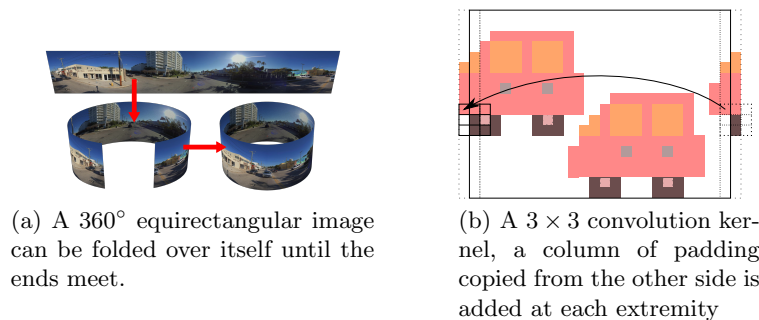 (a) A 360° equirectangular image
can be folded over itself until the
ends meet.
(b) A 3 × 3 convolution ker-
nel, a column of padding
copied from the other side is
added at each extremity